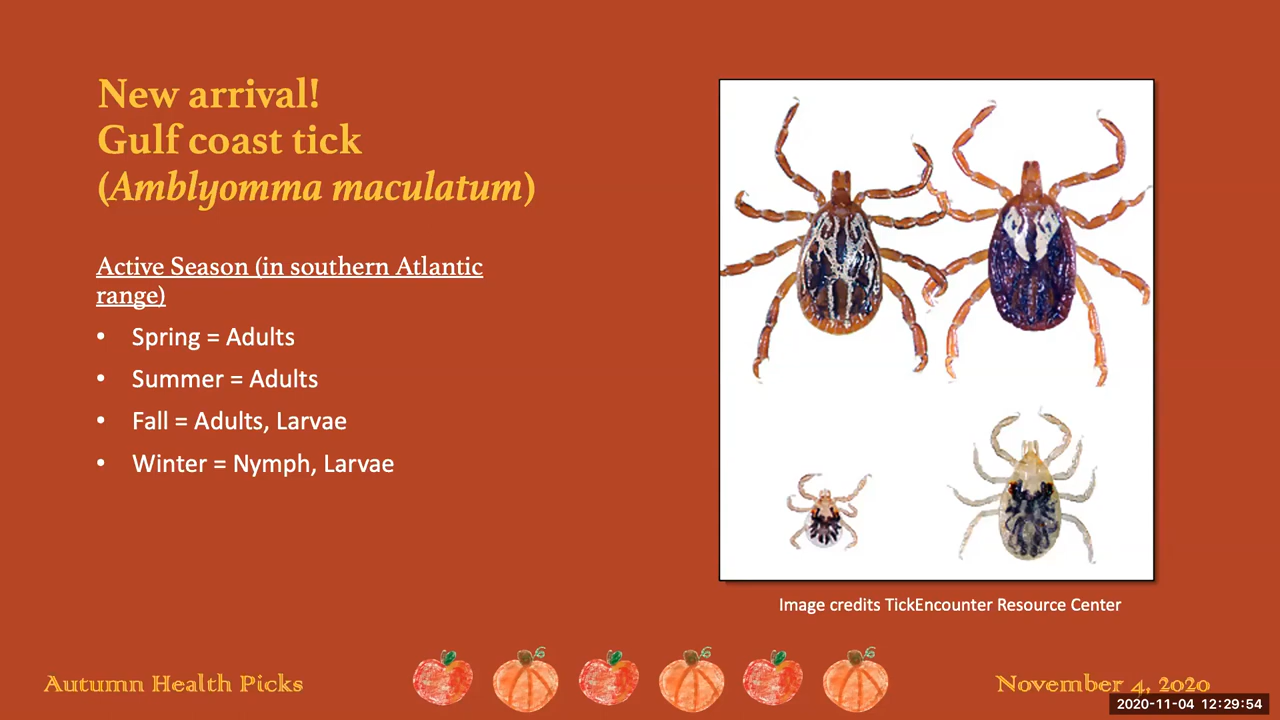 New arrival!
Gulf coast tick
(Amblyomma maculatum)
Active Season (in southern Atlantic
range)
• Spring = Adults
• Summer = Adults
• Fall = Adults, Larvae
• Winter = Nymph, Larvae
Image credits TickEncounter Resource Center
Autumn Health Picks
November 4, 2020
2020-11-04 12:29:54